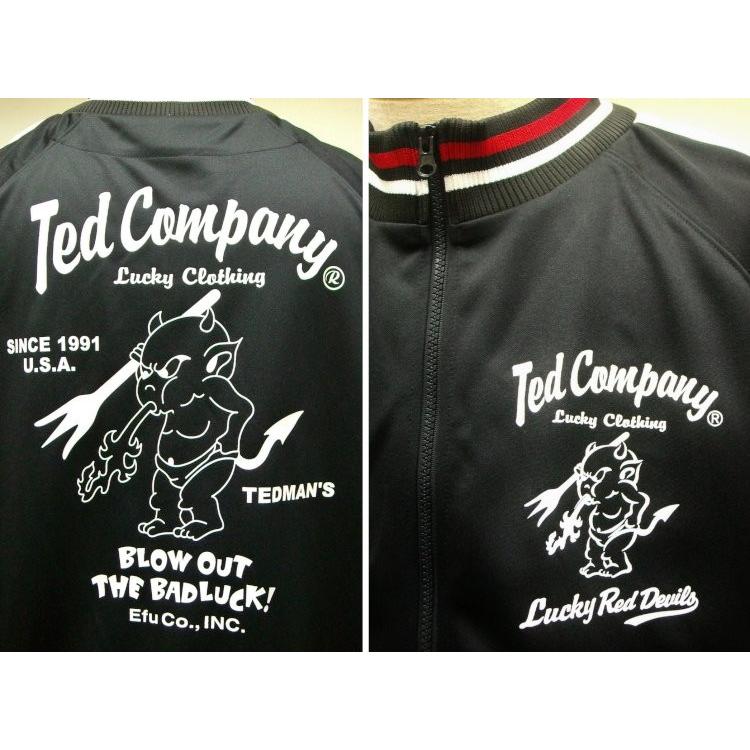 Ted Company®
Lucky Clothing
SINCE 1991
U.S.A.
TEDMAN'S
BLOW OUT
THE BADLUCK!
Efu Co., INC.
Ted Company®
Lucky Clothing
Lucky Red Devils